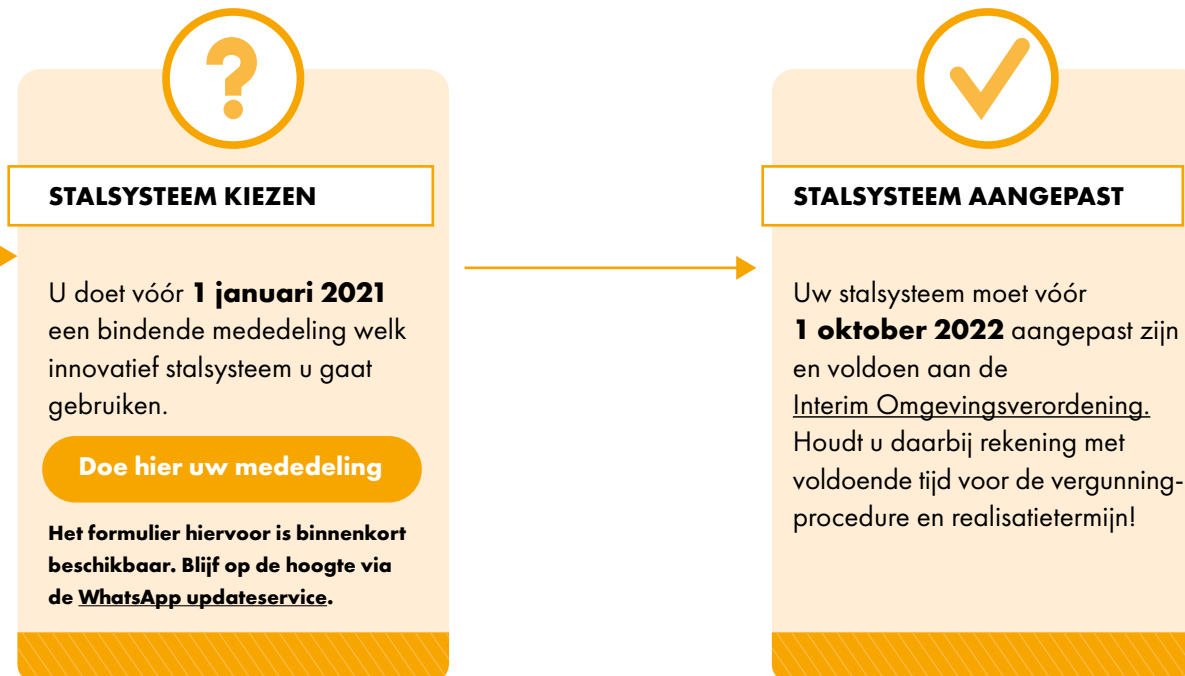 ?
STALSYSTEEM KIEZEN
U doet vóór 1 januari 2021
een bindende mededeling welk
innovatief stalsysteem u gaat
gebruiken.
Doe hier uw mededeling
Het formulier hiervoor is binnenkort
beschikbaar. Blijf op de hoogte via
de WhatsApp updateservice.
STALSYSTEEM AANGEPAST
Uw stalsysteem moet vóór
1 oktober 2022 aangepast zijn
en voldoen aan de
Interim Omgevingsverordening.
Houdt u daarbij rekening met
voldoende tijd voor de vergunning-
procedure en realisatietermijn!